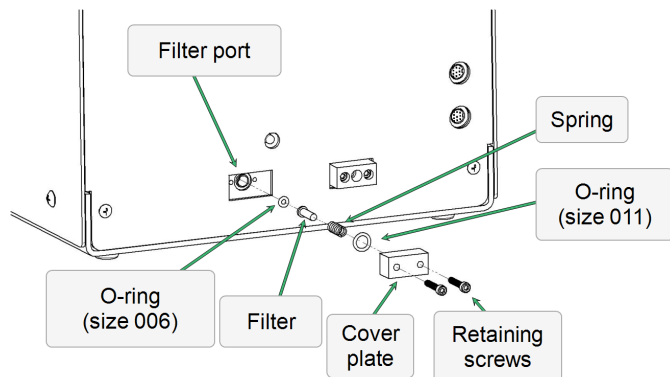 Filter port
Spring
O-ring
(size 011)
O-ring
(size 006)
Filter
Cover
plate
Retaining
screws